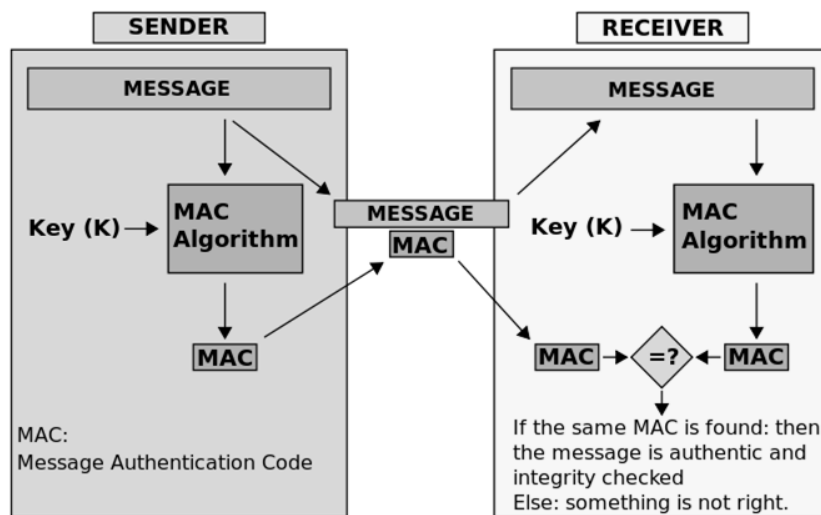 SENDER
MESSAGE
Key (K)
MAC
Algorithm
MAC
MAC:
Message Authentication Code
MESSAGE
MAC
RECEIVER
MESSAGE
Key (K)
MAC
Algorithm
MAC
=?
MAC
If the same MAC is found: then
the message is authentic and
integrity checked
Else: something is not right.